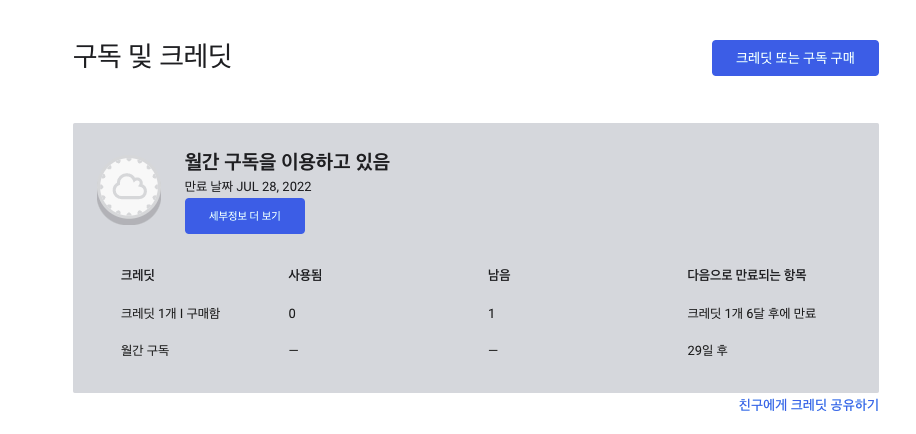 구독 및 크레딧
크레딧 또는 구독 구매
월간 구독을 이용하고 있음
만료 날짜 JUL 28, 2022
세부정보 더 보기
크레딧 사용됨 남음 다음으로 만료되는 항목
크레딧 1개 I 구매함 0 1 크레딧 1개 6달 후에 만료
월간 구독 — — 29일 후
친구에게 크레딧 공유하기